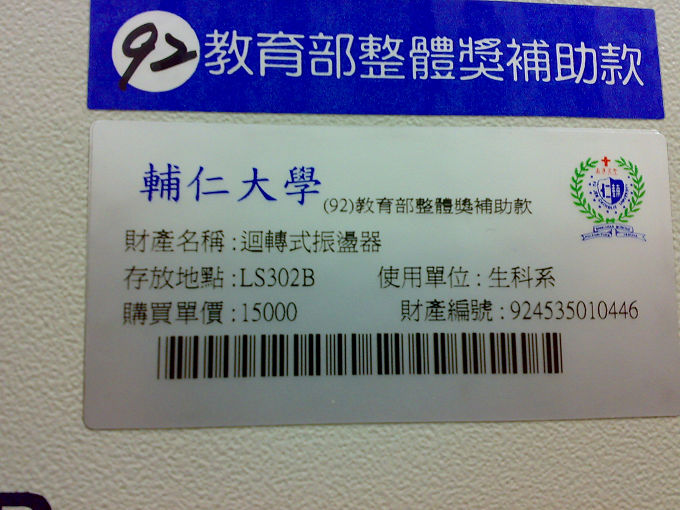 92 教育部整體獎補助款
輔仁大學 (92)教育部整體獎補助款
財產名稱:迴轉式振盪器
存放地點:LS302B 使用單位:生科系
購買單價:15000 財產編號:924535010446